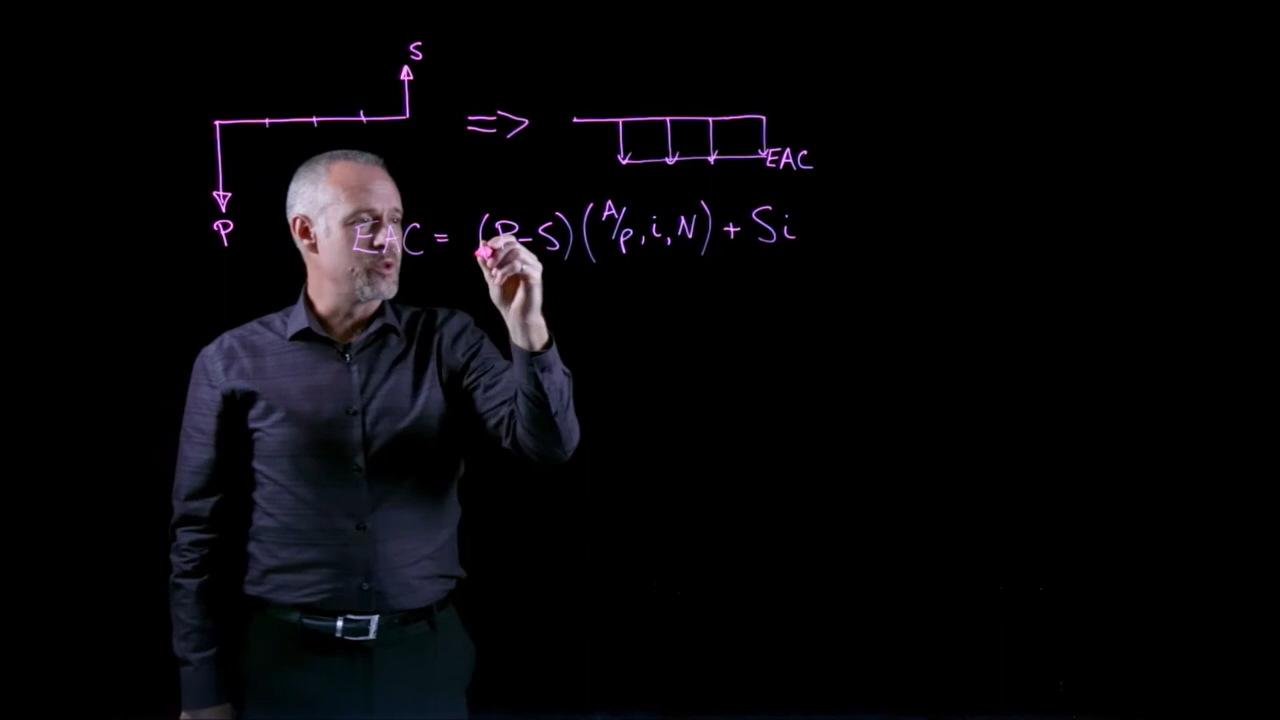 S
EAC
P
EAC = (P-S)(A/P, i, N) + Si